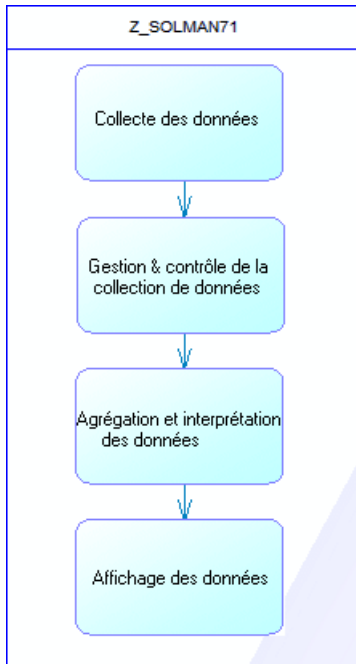 Z_SOLMAN71
Collecte des données
Gestion & contrôle de la
collection de données
Agrégation et interprétation
des données
Affichage des données